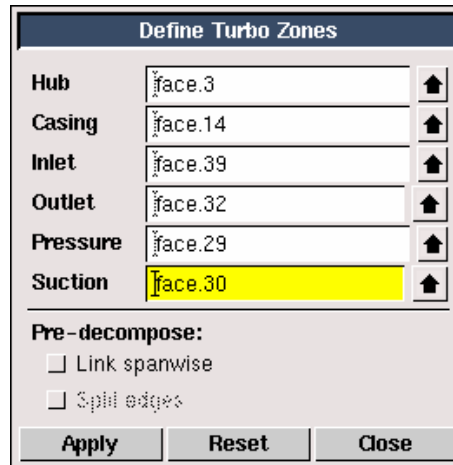 Define Turbo Zones
Hub face.3
Casing face.14
Inlet face.39
Outlet face.32
Pressure face.29
Suction face.30
Pre-decompose:
Link spanwise
Split edges
Apply Reset Close